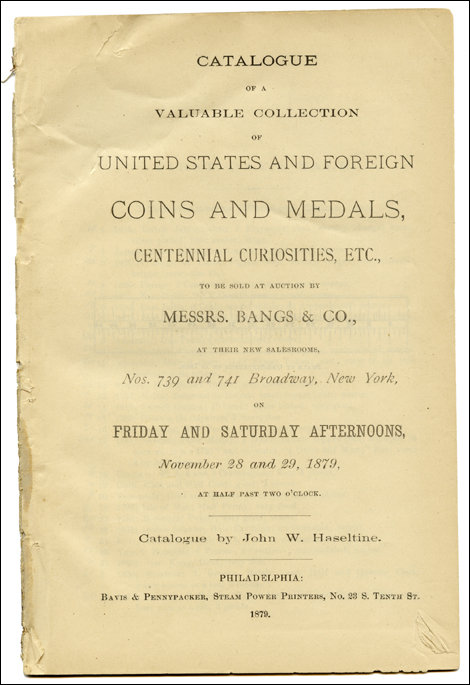 CATALOGUE
OF A
VALUABLE COLLECTION
OF
UNITED STATES AND FOREIGN
COINS AND MEDALS,
CENTENNIAL CURIOSITIES, ETC.,
TO BE SOLD AT AUCTION BY
MESSRS. BANGS & CO.,
AT THEIR NEW SALESROOMS,
Nos. 739 and 741 Broadway, New York,
ON
FRIDAY AND SATURDAY AFTERNOONS,
November 28 and 29, 1879,
AT HALF PAST TWO O'CLOCK.
Catalogue by John W. Haseltine.
PHILADELPHIA:
BAVIS & PENNYPACKER, STEAM POWER PRINTERS, NO. 23 S. TENTH ST.
1879.